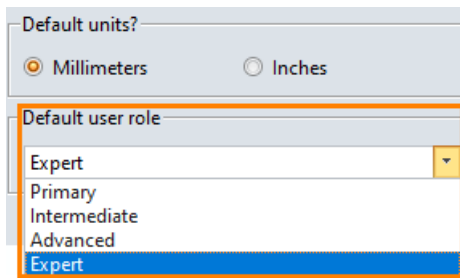 Default units?
Millimeters Inches
Default user role
Expert
Primary
Intermediate
Advanced
Expert